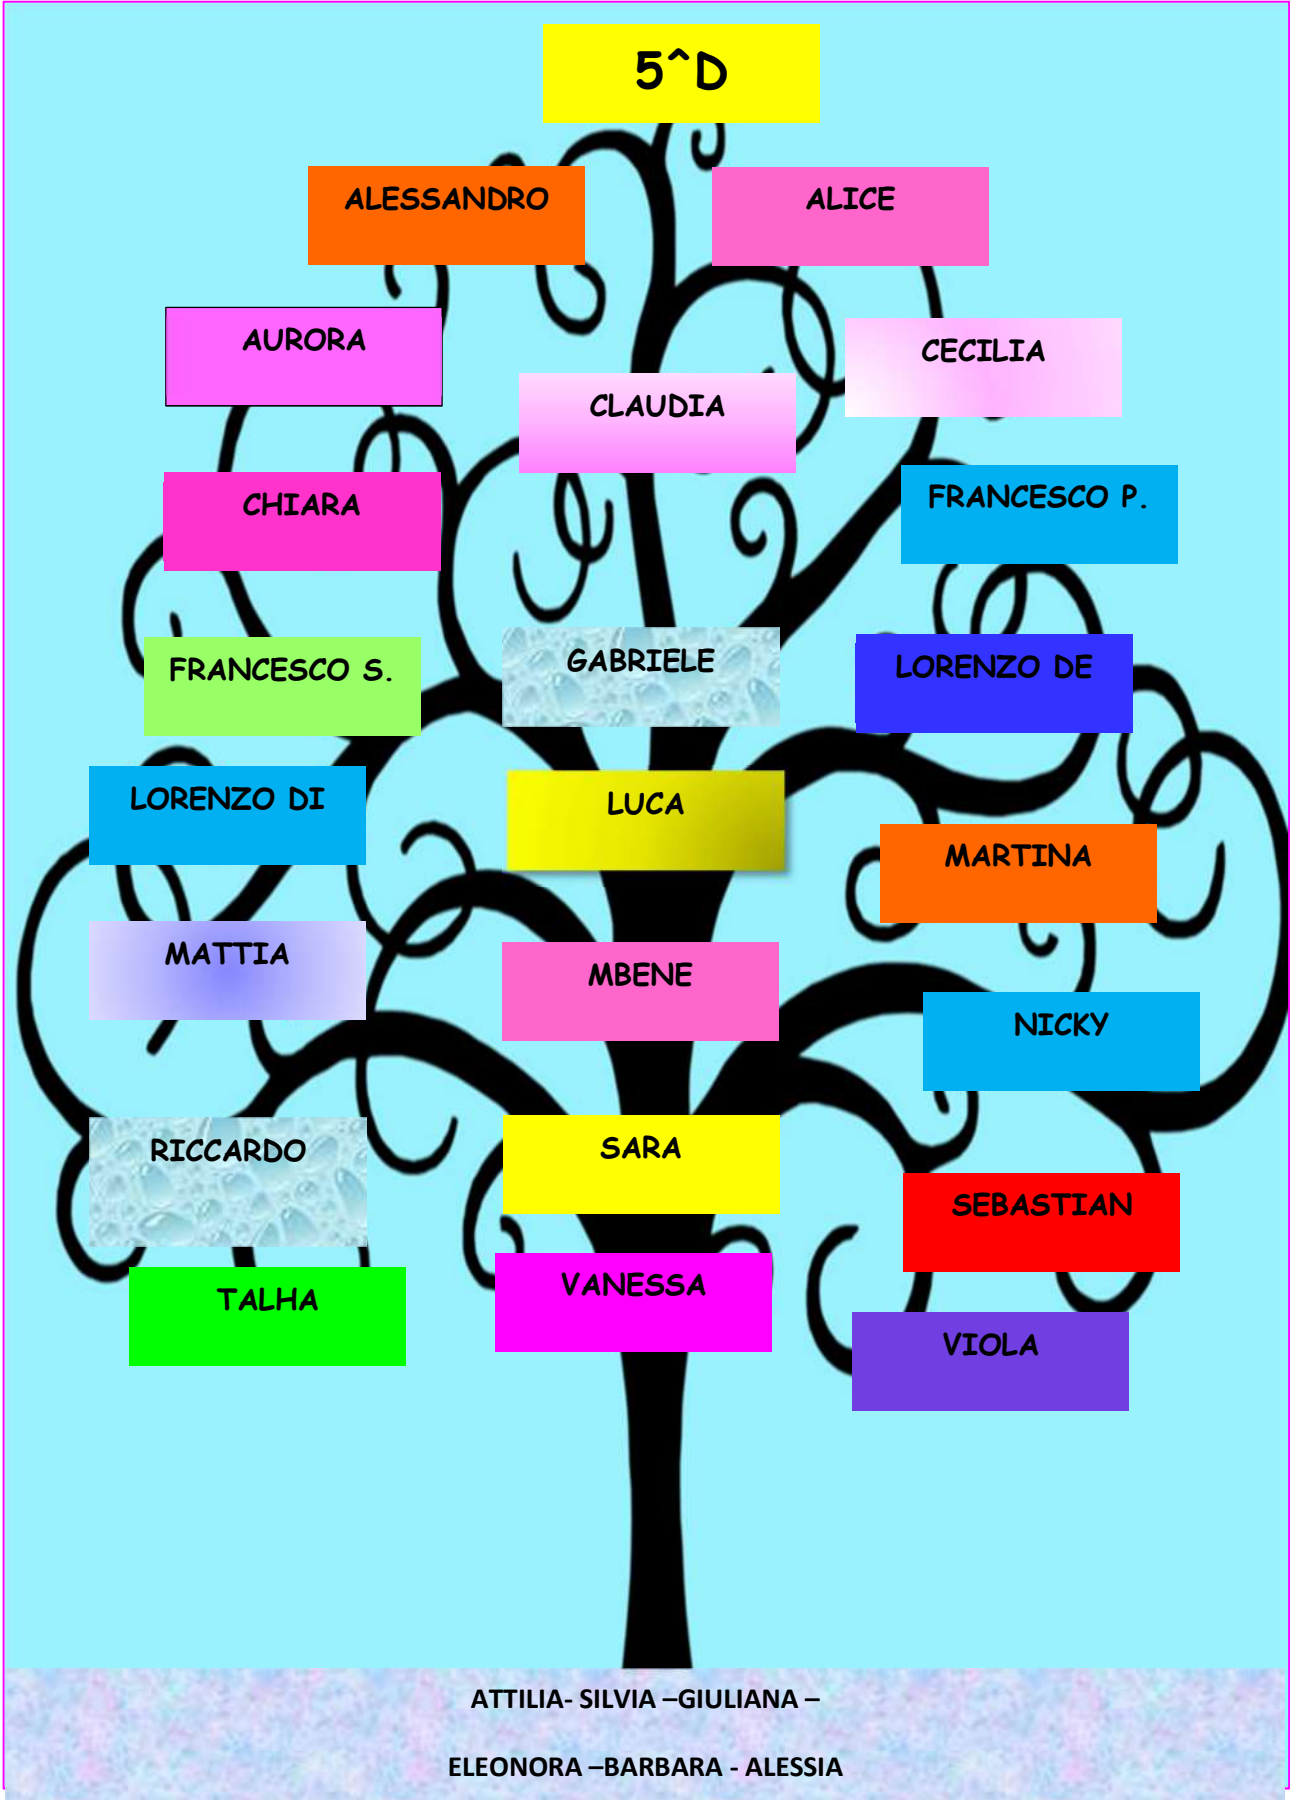 5^D
ALESSANDRO
ALICE
AURORA
CECILIA
CLAUDIA
CHIARA
FRANCESCO P.
FRANCESCO S.
GABRIELE
LORENZO DE
LORENZO DI
LUCA
MARTINA
MATTIA
MBENE
NICKY
RICCARDO
SARA
SEBASTIAN
TALHA
VANESSA
VIOLA
ATTILIA- SILVIA –GIULIANA –
ELEONORA –BARBARA - ALESSIA